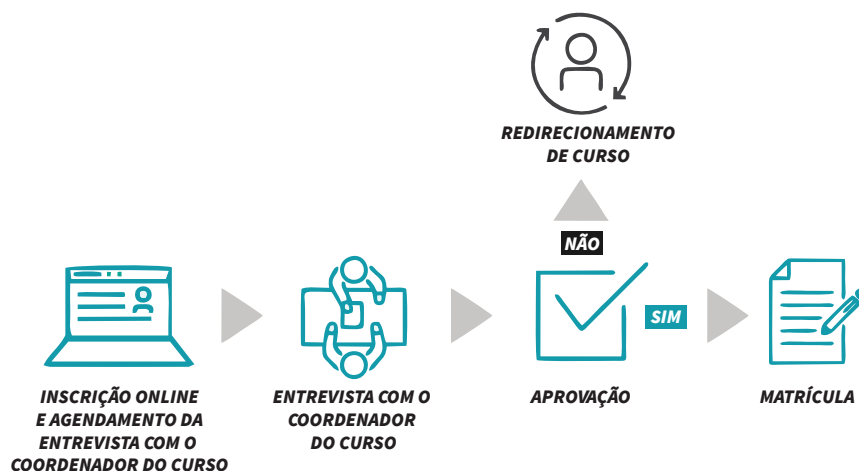 REDIRECIONAMENTO
DE CURSO
NÃO
SIM
INSCRIÇÃO ONLINE
E AGENDAMENTO DA
ENTREVISTA COM O
COORDENADOR DO CURSO
ENTREVISTA COM O
COORDENADOR
DO CURSO
APROVAÇÃO
MATRÍCULA